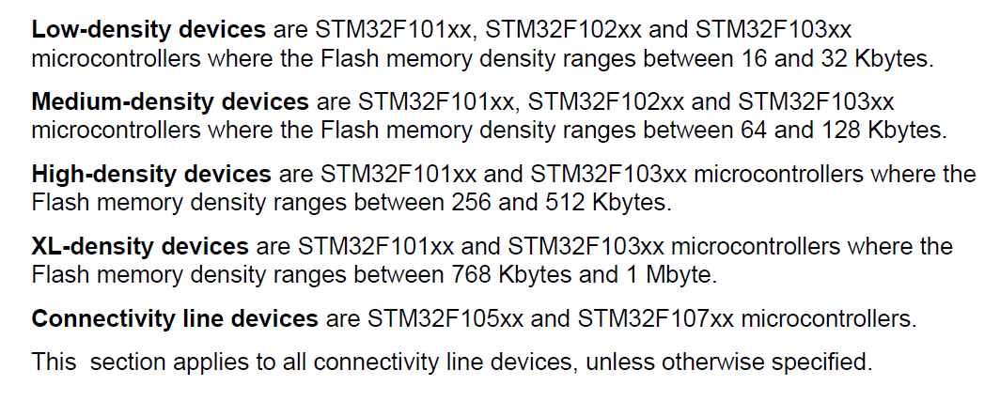 Low-density devices are STM32F101xx, STM32F102xx and STM32F103xx
microcontrollers where the Flash memory density ranges between 16 and 32 Kbytes.
Medium-density devices are STM32F101xx, STM32F102xx and STM32F103xx
microcontrollers where the Flash memory density ranges between 64 and 128 Kbytes.
High-density devices are STM32F101xx and STM32F103xx microcontrollers where the
Flash memory density ranges between 256 and 512 Kbytes.
XL-density devices are STM32F101xx and STM32F103xx microcontrollers where the
Flash memory density ranges between 768 Kbytes and 1 Mbyte.
Connectivity line devices are STM32F105xx and STM32F107xx microcontrollers.
This  section applies to all connectivity line devices, unless otherwise specified.